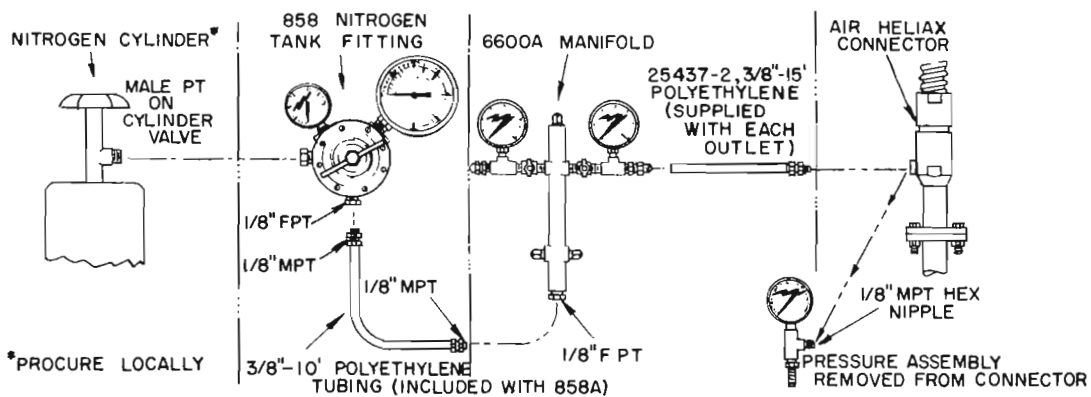 NITROGEN CYLINDER*
MALE PT
ON
CYLINDER
VALVE
*PROCURE LOCALLY
858 NITROGEN
TANK FITTING
1/8" FPT
1/8" MPT
1/8" MPT
3/8"-10' POLYETHYLENE
TUBING (INCLUDED WITH 858A)
6600A MANIFOLD
1/8" F PT
25437-2, 3/8"-15'
POLYETHYLENE
(SUPPLIED
WITH EACH
OUTLET)
AIR HELIAX
CONNECTOR
1/8" MPT HEX
NIPPLE
PRESSURE ASSEMBLY
REMOVED FROM CONNECTOR